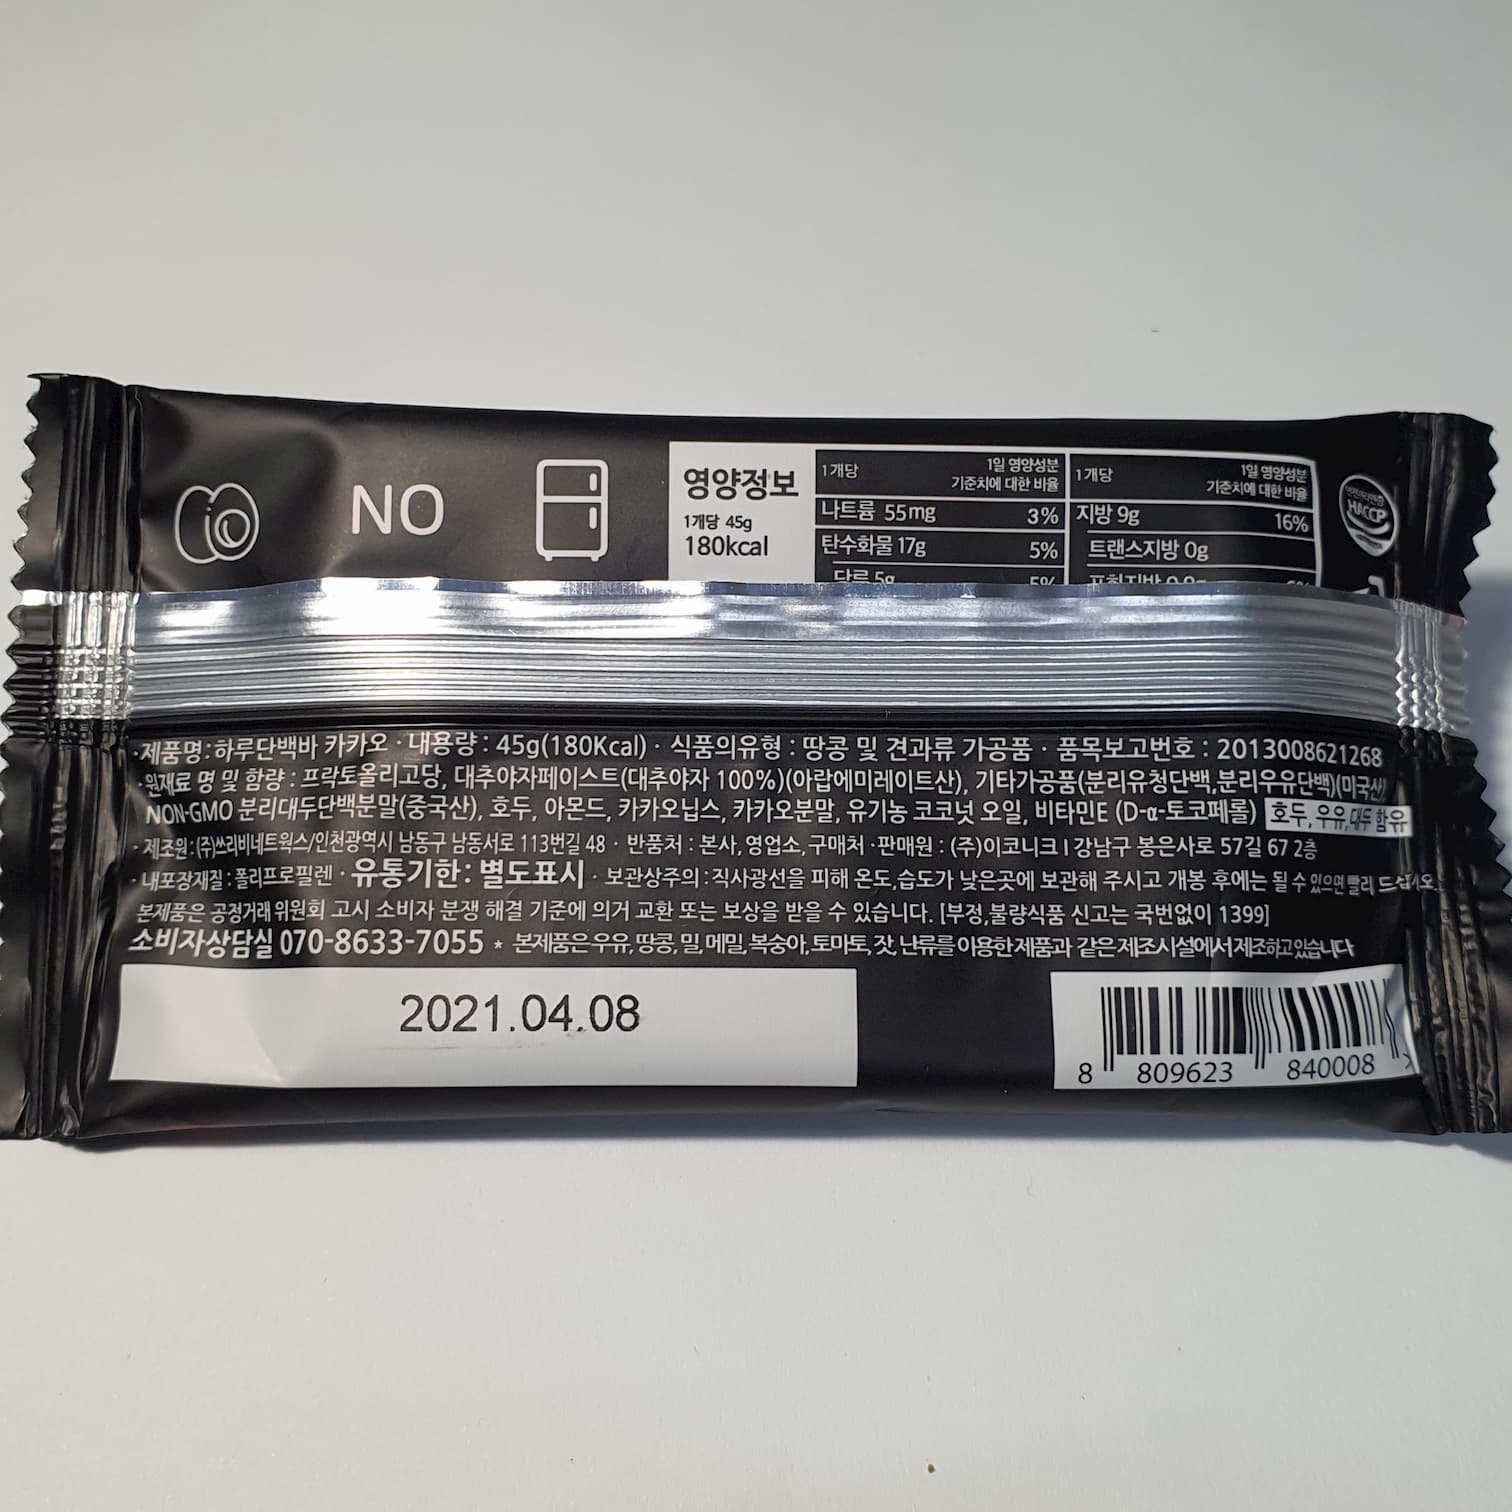 NO
영양정보
1개당 45g
180kcal
1개당 1일 영양성분 기준치에 대한 비율
나트륨 55mg 3%
탄수화물 17g 5%
당류 5g 5%
1개당 1일 영양성분 기준치에 대한 비율
지방 9g 16%
트랜스지방 0g
포화지방
HACCP
·제품명:하루단백바 카카오 · 내용량 : 45g(180Kcal) · 식품의유형 : 땅콩 및 견과류 가공품 · 품목보고번호 : 2013008621268
·원재료 명 및 함량 : 프락토올리고당, 대추야자페이스트(대추야자 100%)(아랍에미레이트산), 기타가공품(분리유청단백,분리우유단백)(미국산)
NON-GMO 분리대두단백분말(중국산), 호두, 아몬드, 카카오닙스, 카카오분말, 유기농 코코넛 오일, 비타민E (D-α-토코페롤) 호두,우유,대두 함유
·제조원:(주)쓰리비네트웍스/인천광역시 남동구 남동서로 113번길 48 · 반품처 : 본사,영업소,구매처 ·판매원 : (주)이코니크 I 강남구 봉은사로 57길 67 2층
·내포장재질:폴리프로필렌 · 유통기한: 별도표시 · 보관상주의:직사광선을 피해 온도,습도가 낮은곳에 보관해 주시고 개봉 후에는 될 수 있으면 빨리 드십시오.
본제품은 공정거래 위원회 고시 소비자 분쟁 해결 기준에 의거 교환 또는 보상을 받을 수 있습니다. [부정,불량식품 신고는 국번없이 1399]
소비자상담실 070-8633-7055 * 본제품은 우유, 땅콩, 밀, 메밀, 복숭아, 토마토, 잣, 난류를 이용한 제품과 같은 제조시설에서 제조하고 있습니다
2021.04.08
8 809623 840008 >